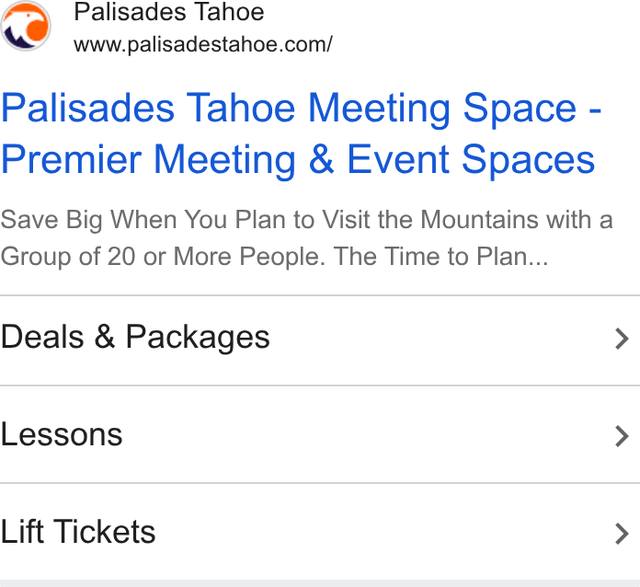 Palisades Tahoe
www.palisadestahoe.com/
Palisades Tahoe Meeting Space -
Premier Meeting & Event Spaces
Save Big When You Plan to Visit the Mountains with a
Group of 20 or More People. The Time to Plan...
Deals & Packages
Lessons
Lift Tickets